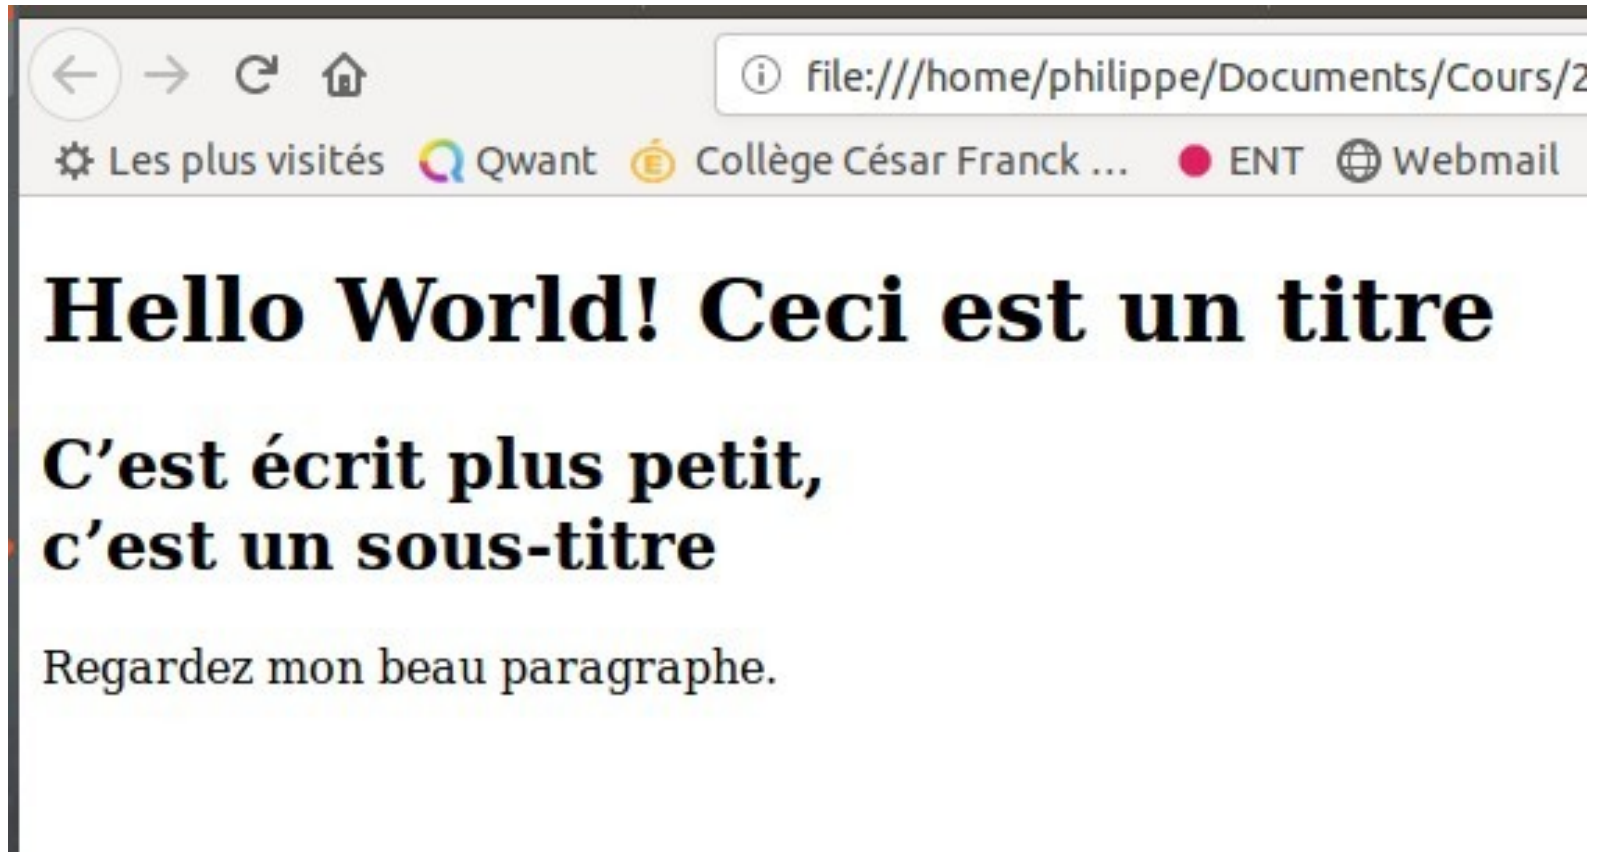 file:///home/philippe/Documents/Cours/2
Les plus visités Qwant Collège César Franck ... ENT Webmail
Hello World! Ceci est un titre
C’est écrit plus petit,
c’est un sous-titre
Regardez mon beau paragraphe.